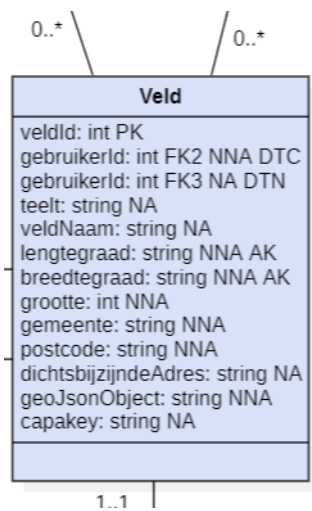 0..*
0..*
Veld
veldId: int PK
gebruikerId: int FK2 NNA DTC
gebruikerId: int FK3 NA DTN
teelt: string NA
veldNaam: string NA
lengtegraad: string NNA AK
breedtegraad: string NNA AK
grootte: int NNA
gemeente: string NNA
postcode: string NNA
dichtsbijzijndeAdres: string NA
geoJsonObject: string NNA
capakey: string NA
1..1